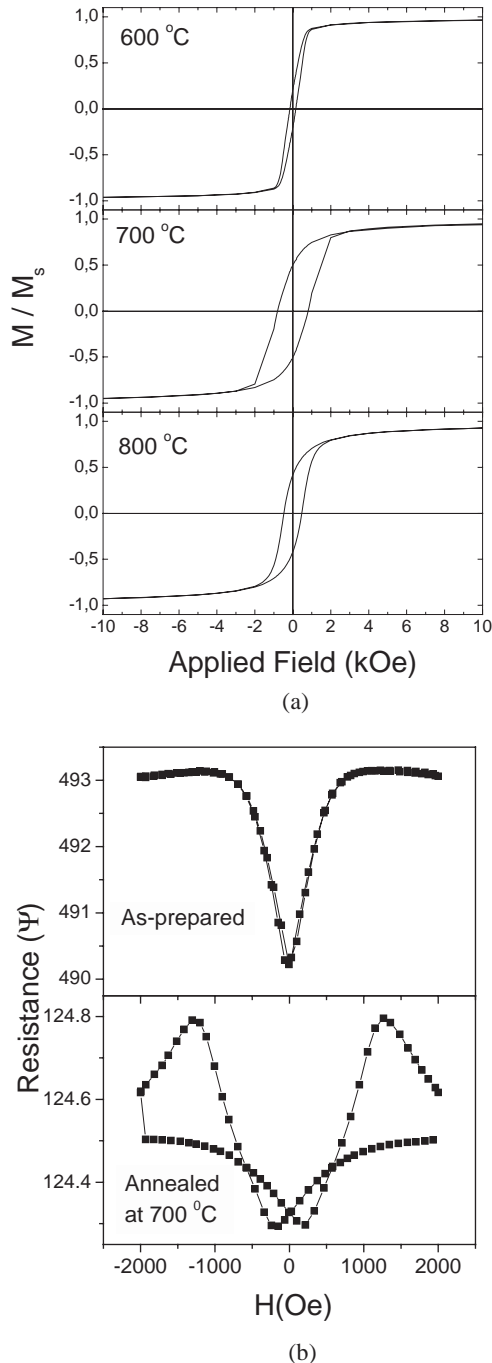 600 °C
1,0
0,5
0,0
-0,5
-1,0
700 °C
1,0
0,5
0,0
-0,5
-1,0
800 °C
1,0
0,5
0,0
-0,5
-1,0
M / Ms
-10 -8 -6 -4 -2 0 2 4 6 8 10
Applied Field (kOe)
(a)
493
492
491
490
As-prepared
Resistance (Ψ)
124.8
124.4
Annealed
at 700 °C
-2000 -1000 0 1000 2000
H(Oe)
(b)